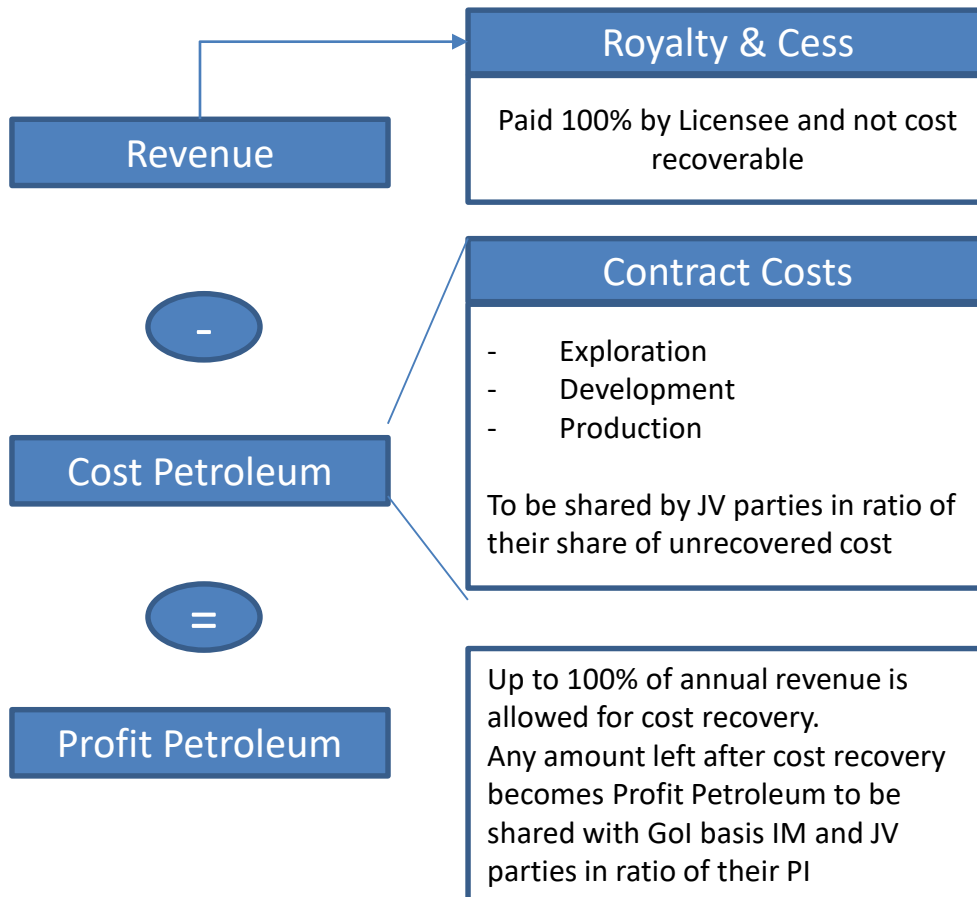 Royalty & Cess
Paid 100% by Licensee and not cost
recoverable
Revenue
-
Contract Costs
- Exploration
- Development
- Production
To be shared by JV parties in ratio of
their share of unrecovered cost
Cost Petroleum
=
Profit Petroleum
Up to 100% of annual revenue is
allowed for cost recovery.
Any amount left after cost recovery
becomes Profit Petroleum to be
shared with GoI basis IM and JV
parties in ratio of their PI